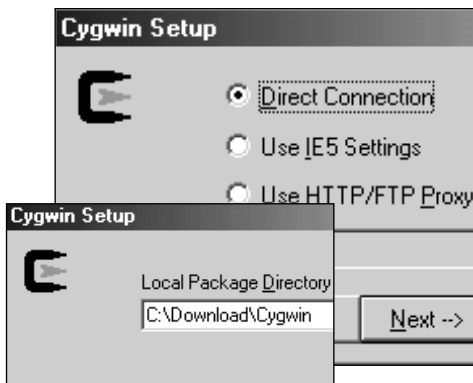 Cygwin Setup
Direct Connection
Use IE5 Settings
Use HTTP/FTP Proxy
Next -->
Cygwin Setup
Local Package Directory
C:\Download\Cygwin